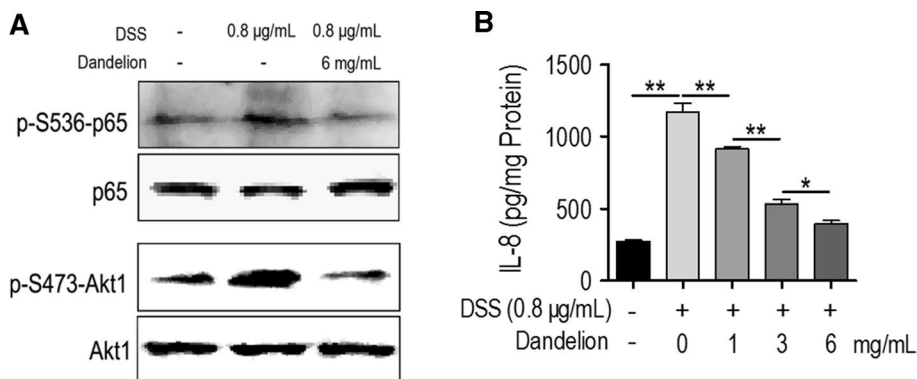 A
DSS - 0.8 µg/mL 0.8 µg/mL
Dandelion - - 6 mg/mL
p-S536-p65
p65
p-S473-Akt1
Akt1
B
IL-8 (pg/mg Protein)
1500
1000
500
0
** ** ** *
DSS (0.8 µg/mL) - + + + +
Dandelion - 0 1 3 6 mg/mL